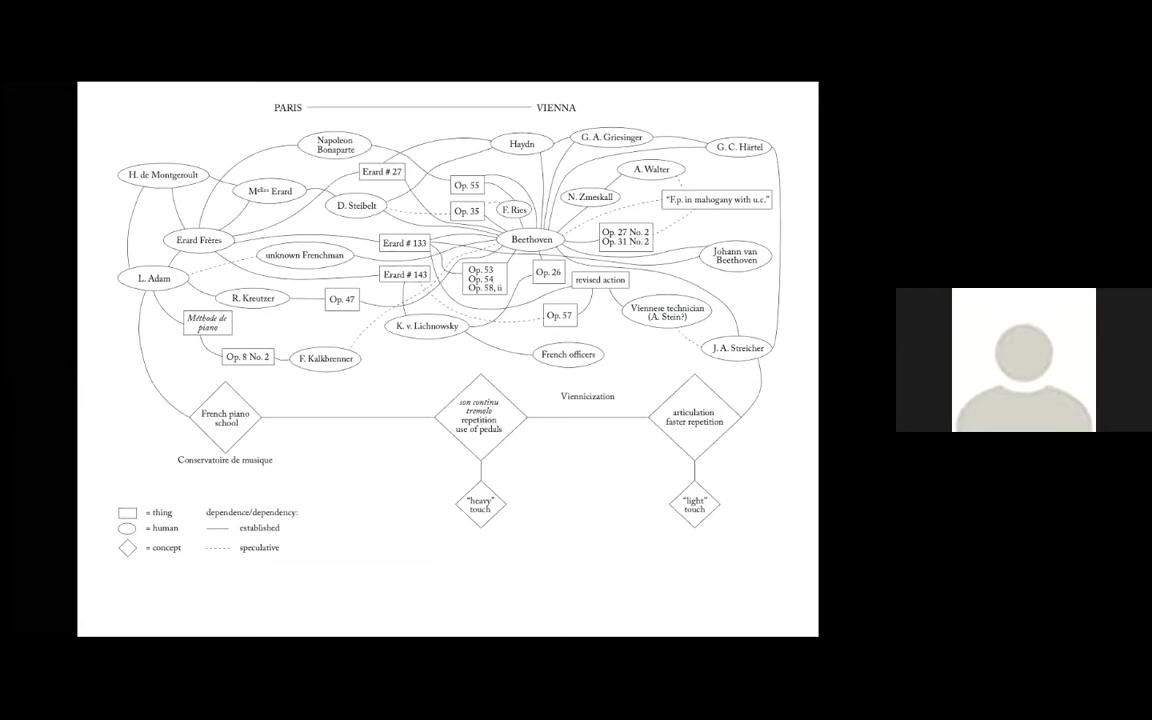 PARIS
VIENNA
Napoleon
Bonaparte
Haydn
G. A. Griesinger
G. C. Härtel
H. de Montgeroult
Erard # 27
A. Walter
Mdlles Erard
Op. 55
D. Steibelt
Op. 35
F. Ries
N. Zmeskall
"F.p. in mahogany with u.c."
Erard Frères
Erard # 133
Beethoven
Op. 27 No. 2
Op. 31 No. 2
unknown Frenchman
Johann van
Beethoven
L. Adam
Erard # 143
Op. 53
Op. 54
Op. 58, ii
Op. 26
revised action
R. Kreutzer
Op. 47
Méthode de
piano
K. v. Lichnowsky
Op. 57
Viennese technician
(A. Stein?)
Op. 8 No. 2
F. Kalkbrenner
French officers
J. A. Streicher
French piano
school
son continu
tremolo
repetition
use of pedals
Viennicization
articulation
faster repetition
Conservatoire de musique
"heavy"
touch
"light"
touch
= thing
dependence/dependency:
= human
established
= concept
speculative